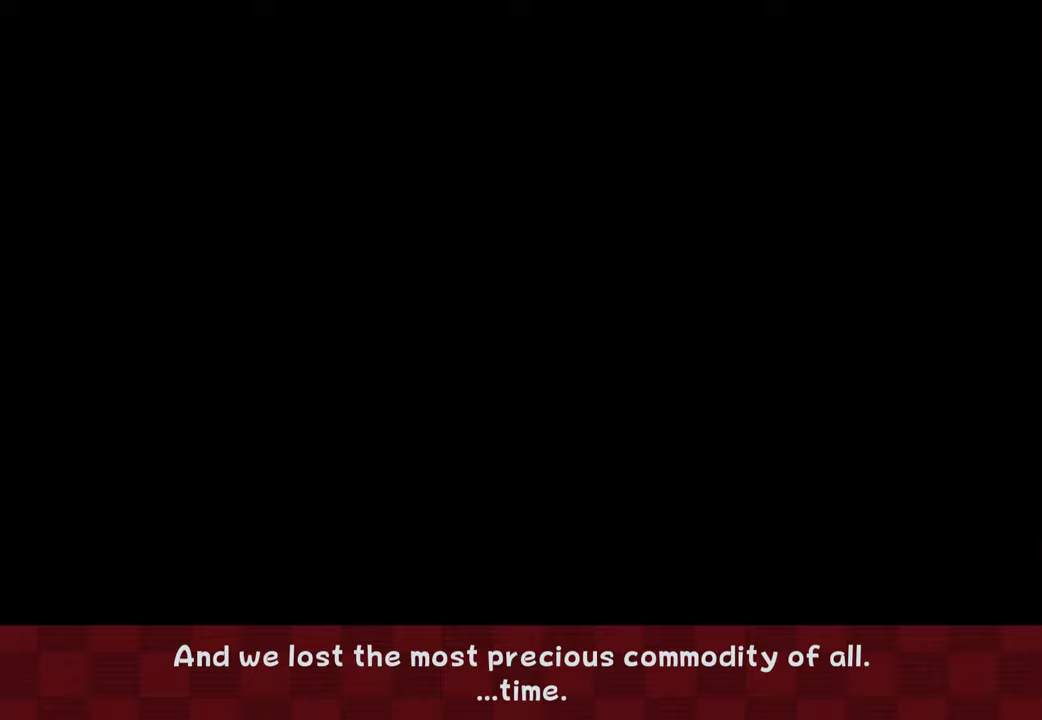 And we lost the most precious commodity of all.
...time.